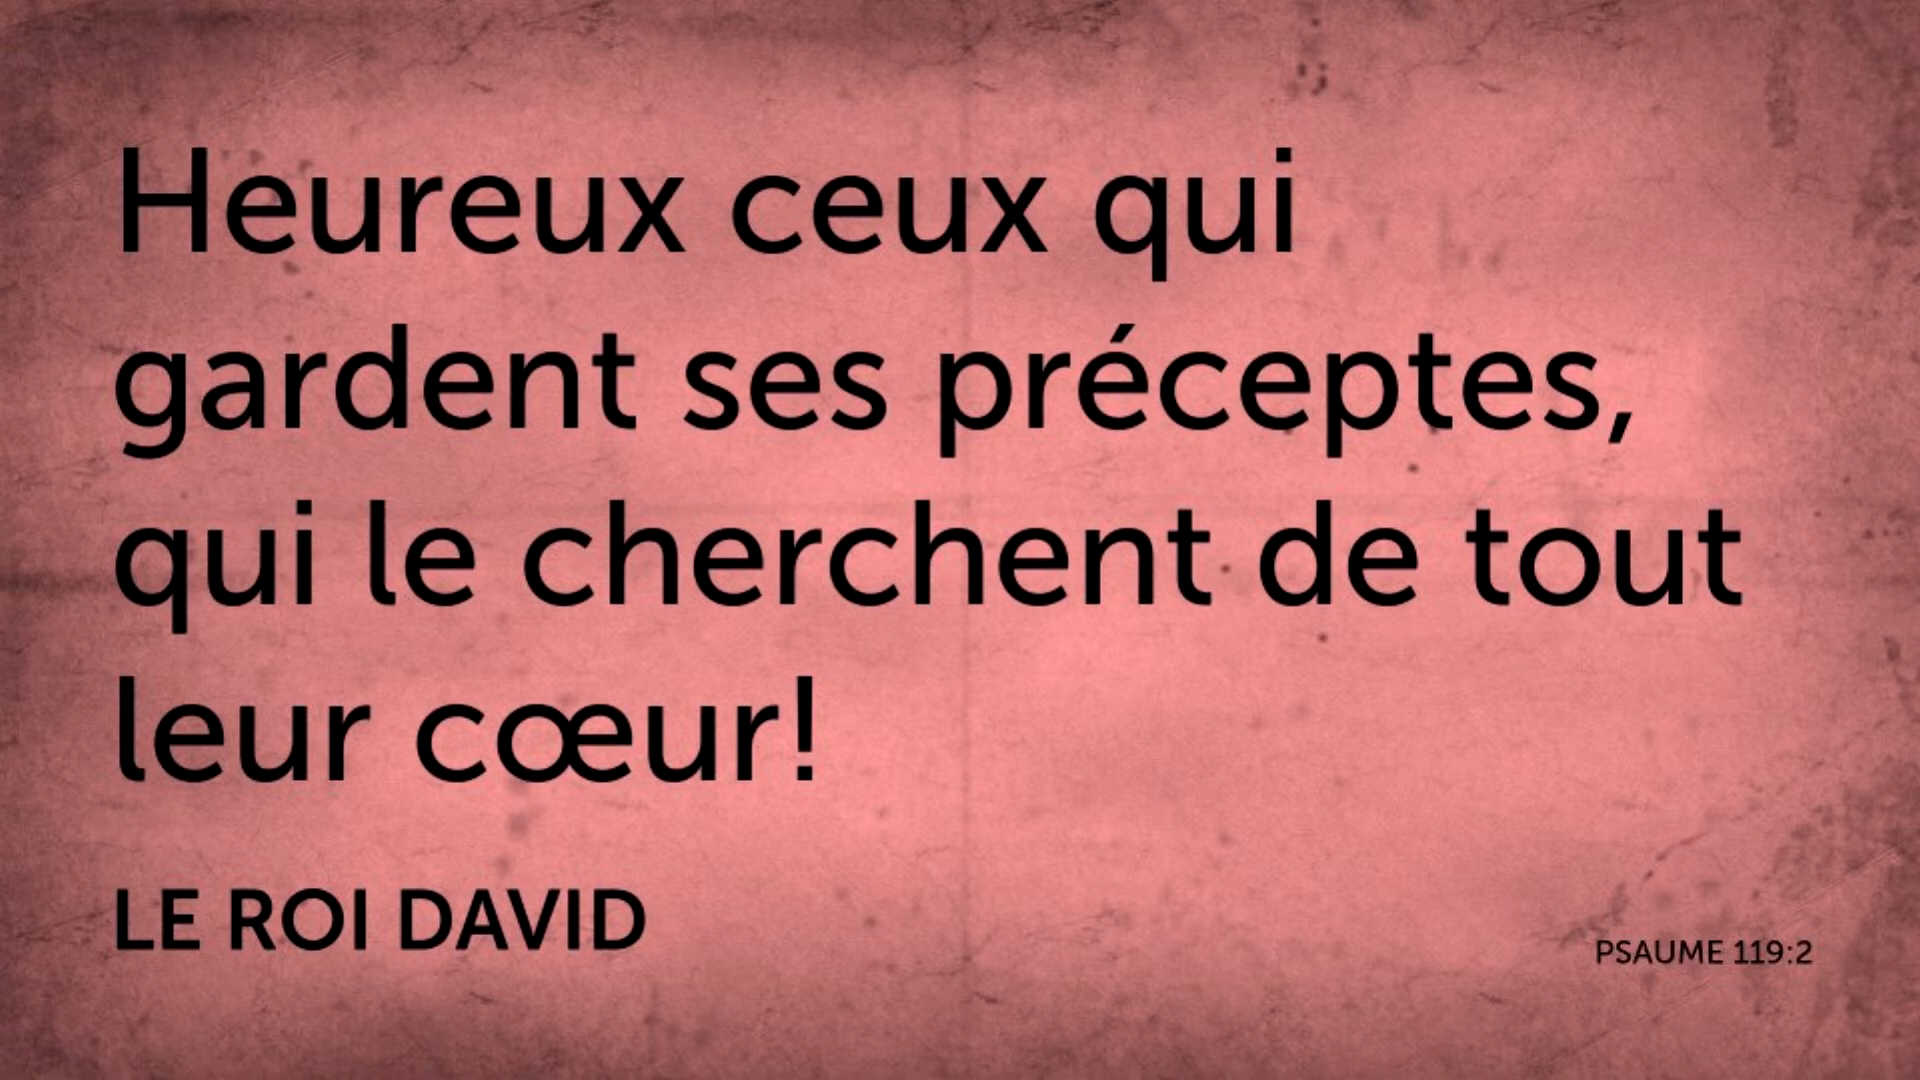 Heureux ceux qui
gardent ses préceptes,
qui le cherchent de tout
leur cœur!
LE ROI DAVID
PSAUME 119:2